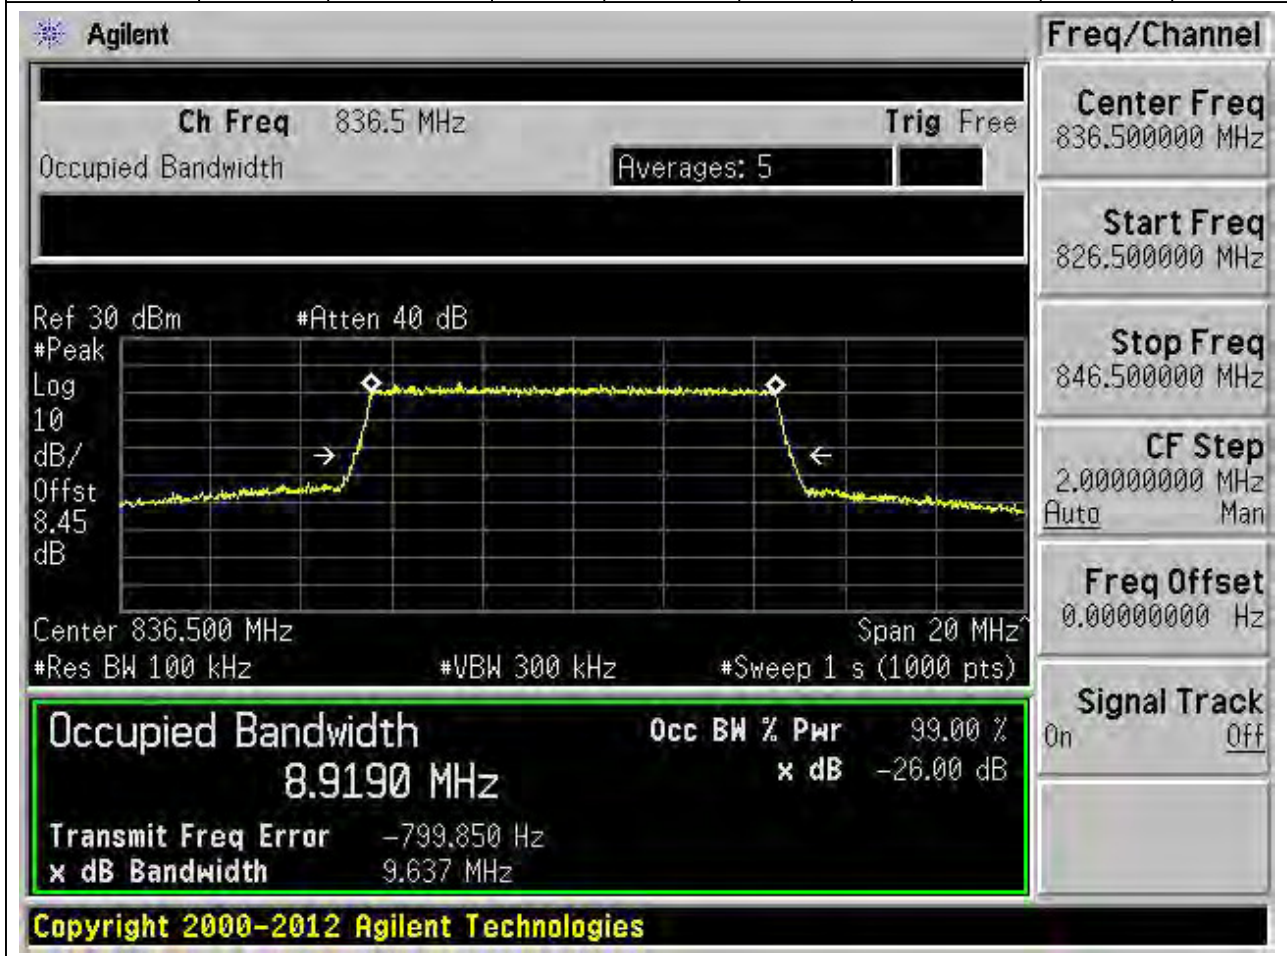 Agilent
Freq/Channel
Ch Freq 836.5 MHz Trig Free
Occupied Bandwidth Averages: 5
Center Freq
836.500000 MHz
Start Freq
826.500000 MHz
Stop Freq
846.500000 MHz
CF Step
2.00000000 MHz
Auto Man
Freq Offset
0.00000000 Hz
Signal Track
On Off
Ref 30 dBm #Atten 40 dB
#Peak
Log
10
dB/
Offst
8.45
dB
Center 836.500 MHz Span 20 MHz^
#Res BW 100 kHz #VBW 300 kHz #Sweep 1 s (1000 pts)
Occupied Bandwidth Occ BW % Pwr 99.00 %
8.9190 MHz x dB -26.00 dB
Transmit Freq Error -799.850 Hz
x dB Bandwidth 9.637 MHz
Copyright 2000-2012 Agilent Technologies